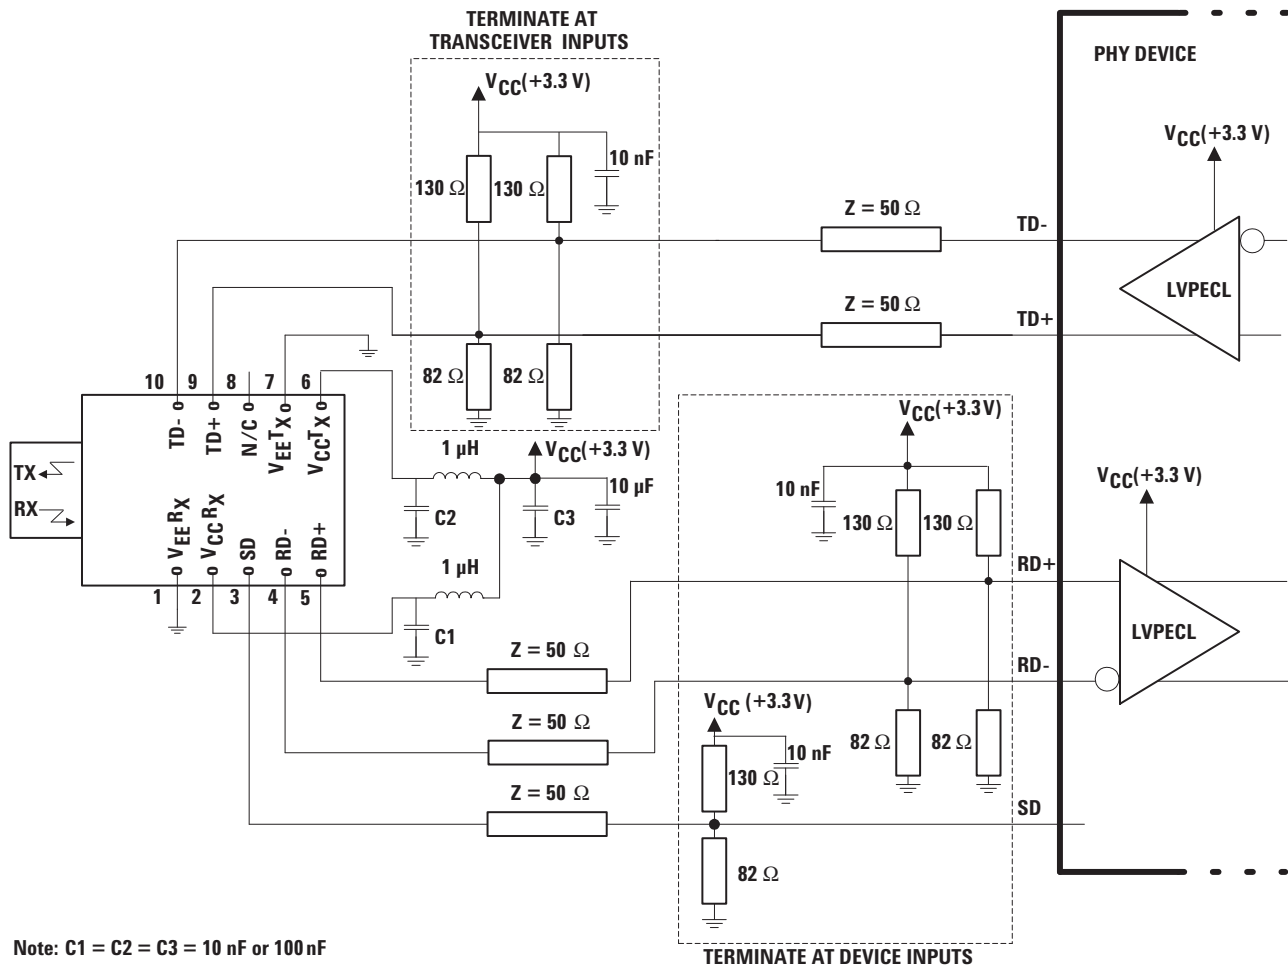 TERMINATE AT
TRANSCEIVER INPUTS
PHY DEVICE
VCC(+3.3 V)
VCC(+3.3 V)
10 nF
130 Ω
130 Ω
Z = 50 Ω
TD-
LVPECL
Z = 50 Ω
TD+
82 Ω
82 Ω
10
9
8
7
6
TD-
TD+
N/C
VEETX
VCCTX
VCC(+3.3V)
1 µH
VCC(+3.3 V)
TX
RX
10 µF
C2
C3
10 nF
130 Ω
130 Ω
VCC(+3.3 V)
VEERX
VCCRX
SD
RD-
RD+
1 µH
RD+
1
2
3
4
5
C1
LVPECL
Z = 50 Ω
RD-
VCC (+3.3V)
Z = 50 Ω
82 Ω
82 Ω
10 nF
130 Ω
Z = 50 Ω
SD
82 Ω
Note: C1 = C2 = C3 = 10 nF or 100 nF
TERMINATE AT DEVICE INPUTS